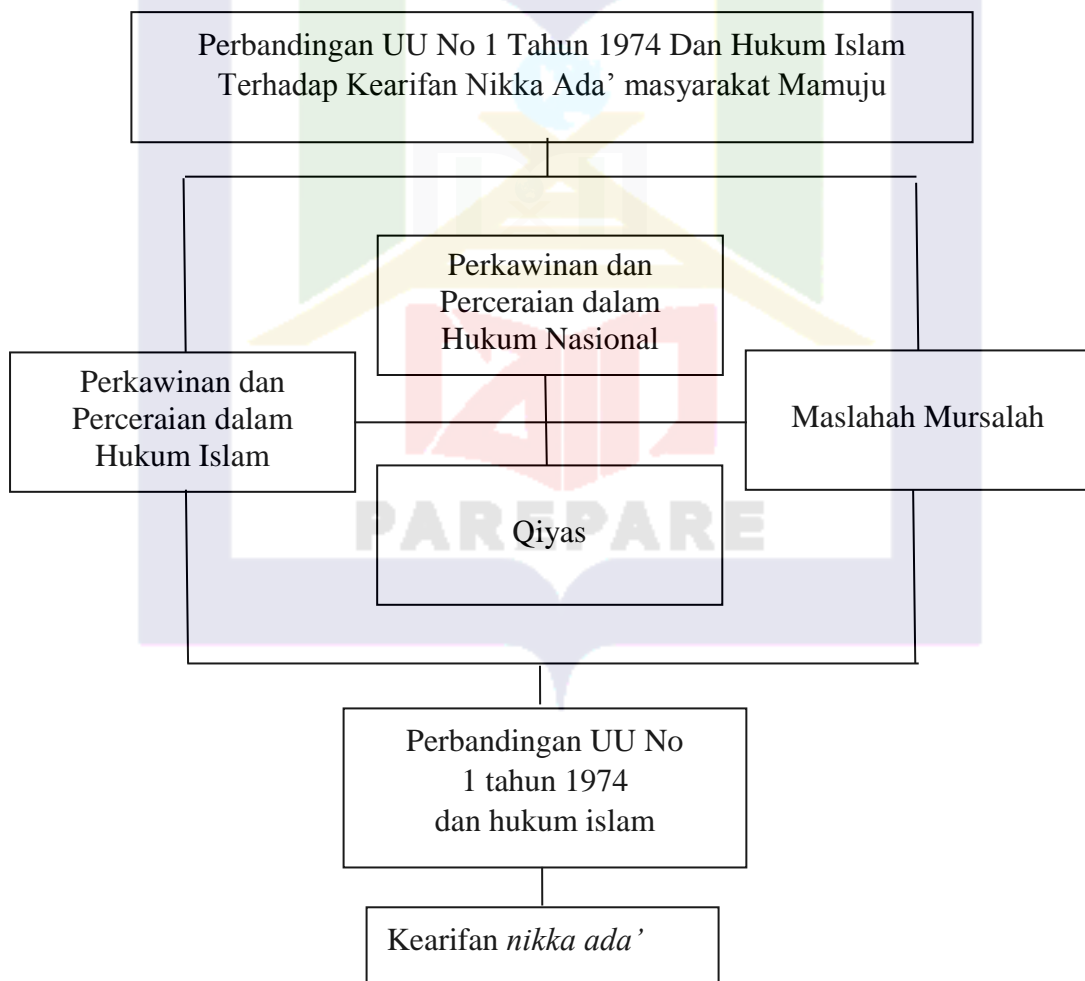 Perbandingan UU No 1 Tahun 1974 Dan Hukum Islam
Terhadap Kearifan Nikka Ada’ masyarakat Mamuju
Perkawinan dan
Perceraian dalam
Hukum Nasional
Perkawinan dan
Perceraian dalam
Hukum Islam
Maslahah Mursalah
Qiyas
PAREPARE
Perbandingan UU No
1 tahun 1974
dan hukum islam
Kearifan nikka ada’